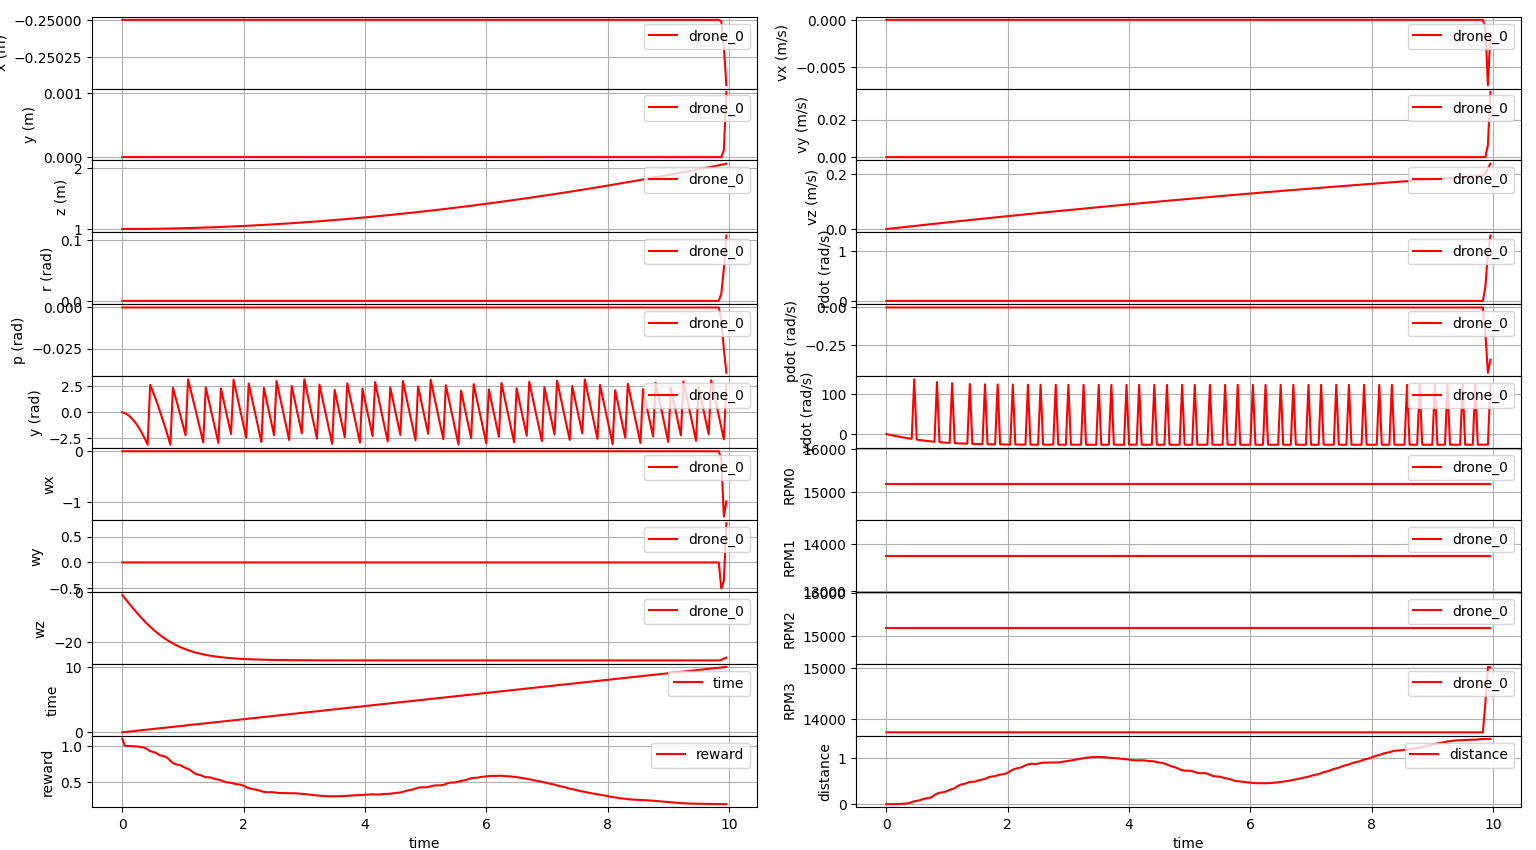 x (m)
−0.25000
−0.25025
drone_0
y (m)
0.001
0.000
drone_0
z (m)
2
1
drone_0
r (rad)
0.1
0.0
drone_0
p (rad)
0.000
−0.025
drone_0
y (rad)
2.5
0.0
−2.5
drone_0
wx
0
−1
drone_0
wy
0.5
0.0
−0.5
drone_0
wz
0
−20
drone_0
time
10
0
time
reward
1.0
0.5
reward
0 2 4 6 8 10
time
vx (m/s)
0.000
−0.005
drone_0
vy (m/s)
0.02
0.00
drone_0
vz (m/s)
0.2
0.0
drone_0
rdot (rad/s)
1
0
drone_0
pdot (rad/s)
0.00
−0.25
drone_0
ydot (rad/s)
100
0
drone_0
RPM0
16000
15000
drone_0
RPM1
14000
13000
drone_0
RPM2
16000
15000
drone_0
RPM3
15000
14000
drone_0
distance
1
0
distance
0 2 4 6 8 10
time